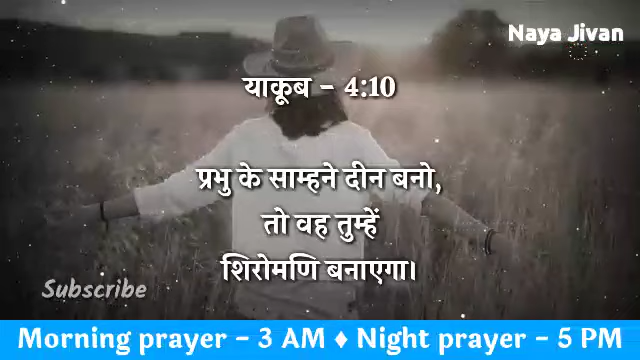 Naya Jivan
याकूब - 4:10
प्रभु के साम्हने दीन बनो,
तो वह तुम्हें
शिरोमणि बनाएगा।
Subscribe
Morning prayer - 3 AM ♦ Night prayer - 5 PM